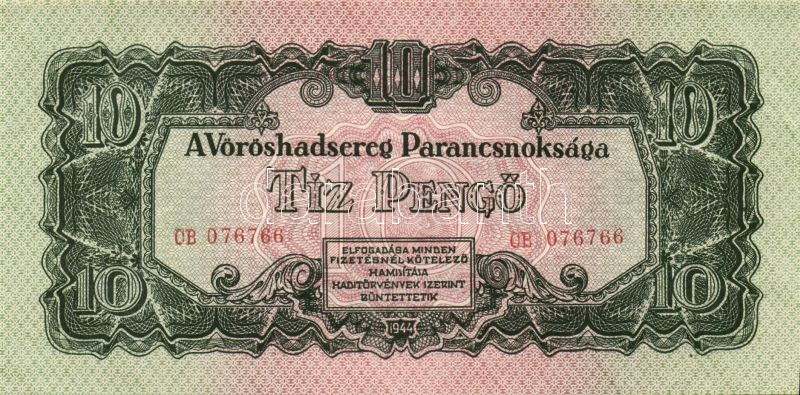 10
10 10
A Vöröshadsereg Parancsnoksága
TÍZ PENGŐ
CB 076766 CB 076766
ELFOGADÁSA MINDEN
FIZETÉSNÉL KÖTELEZŐ
HAMISÍTÁSA
HADITÖRVÉNYEK SZERINT
BÜNTETTETIK
10 10
1944